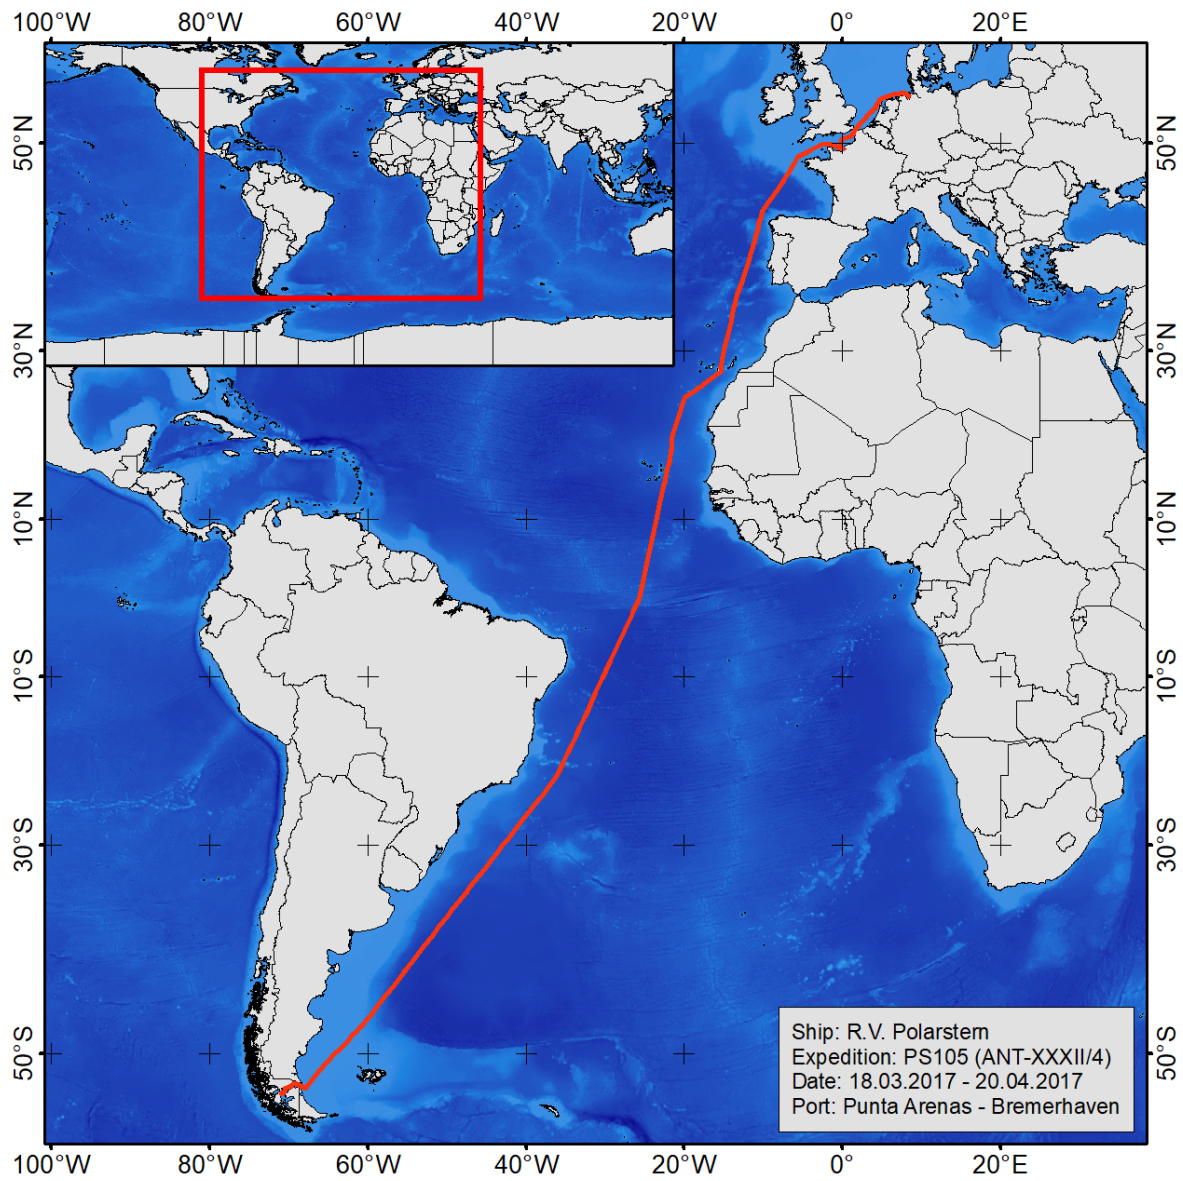 100°W 80°W 60°W 40°W 20°W 0° 20°E
50°N 50°N
30°N 30°N
10°N 10°N
10°S 10°S
30°S 30°S
50°S 50°S
Ship: R.V. Polarstern
Expedition: PS105 (ANT-XXXII/4)
Date: 18.03.2017 - 20.04.2017
Port: Punta Arenas - Bremerhaven
100°W 80°W 60°W 40°W 20°W 0° 20°E